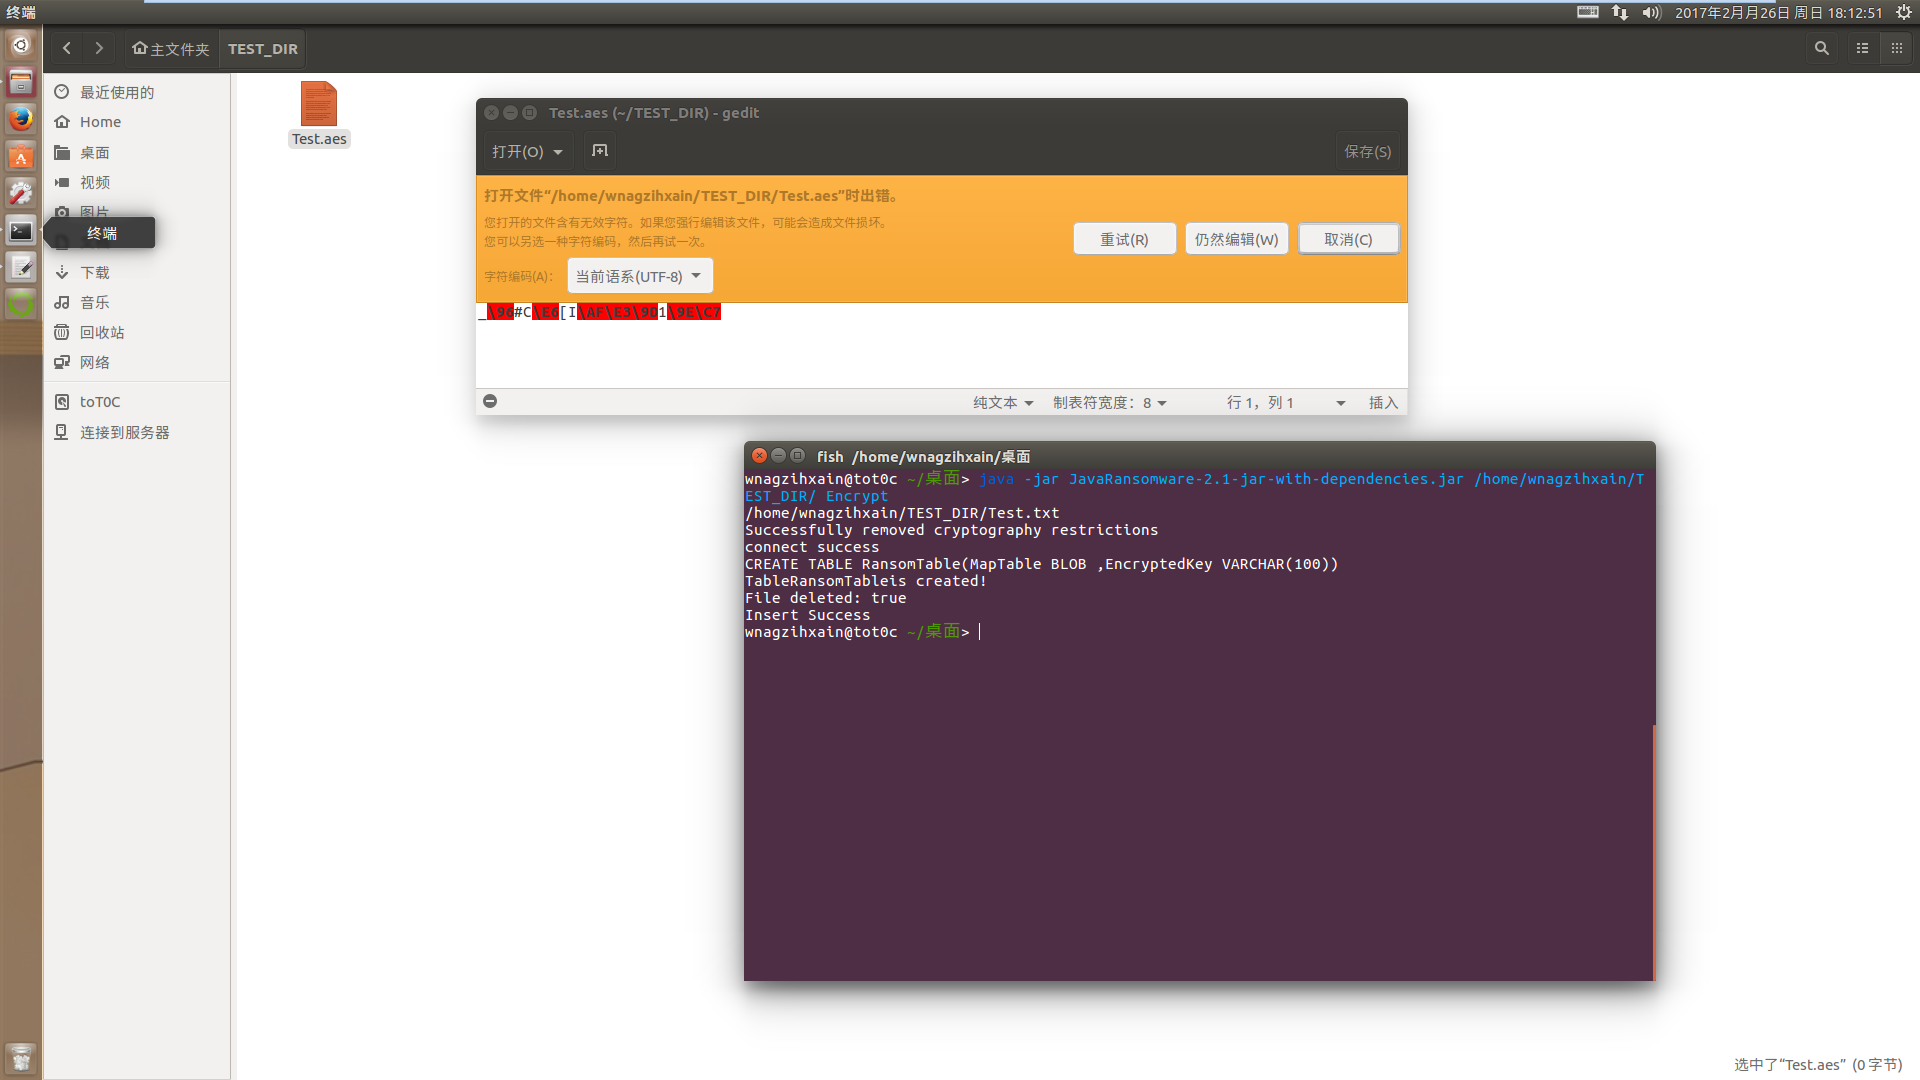 终端
2017年2月月26日 周日 18:12:51
主文件夹
TEST_DIR
最近使用的
Home
桌面
视频
图片
终端
下载
音乐
回收站
网络
toT0C
连接到服务器
Test.aes
Test.aes (~/TEST_DIR) - gedit
打开(O)
保存(S)
打开文件“/home/wnagzihxain/TEST_DIR/Test.aes”时出错。
您打开的文件含有无效字符。如果您强行编辑该文件，可能会造成文件损坏。
您可以另选一种字符编码，然后再试一次。
重试(R)
仍然编辑(W)
取消(C)
字符编码(A)：
当前语系(UTF-8)
_\96#C\E6[I\AF\E3\9D1\9E\C7
纯文本
制表符宽度：8
行 1，列 1
插入
fish /home/wnagzihxain/桌面
wnagzihxain@tot0c ~/桌面> java -jar JavaRansomware-2.1-jar-with-dependencies.jar /home/wnagzihxain/T
EST_DIR/ Encrypt
/home/wnagzihxain/TEST_DIR/Test.txt
Successfully removed cryptography restrictions
connect success
CREATE TABLE RansomTable(MapTable BLOB ,EncryptedKey VARCHAR(100))
TableRansomTableis created!
File deleted: true
Insert Success
wnagzihxain@tot0c ~/桌面>
选中了“Test.aes” (0 字节)